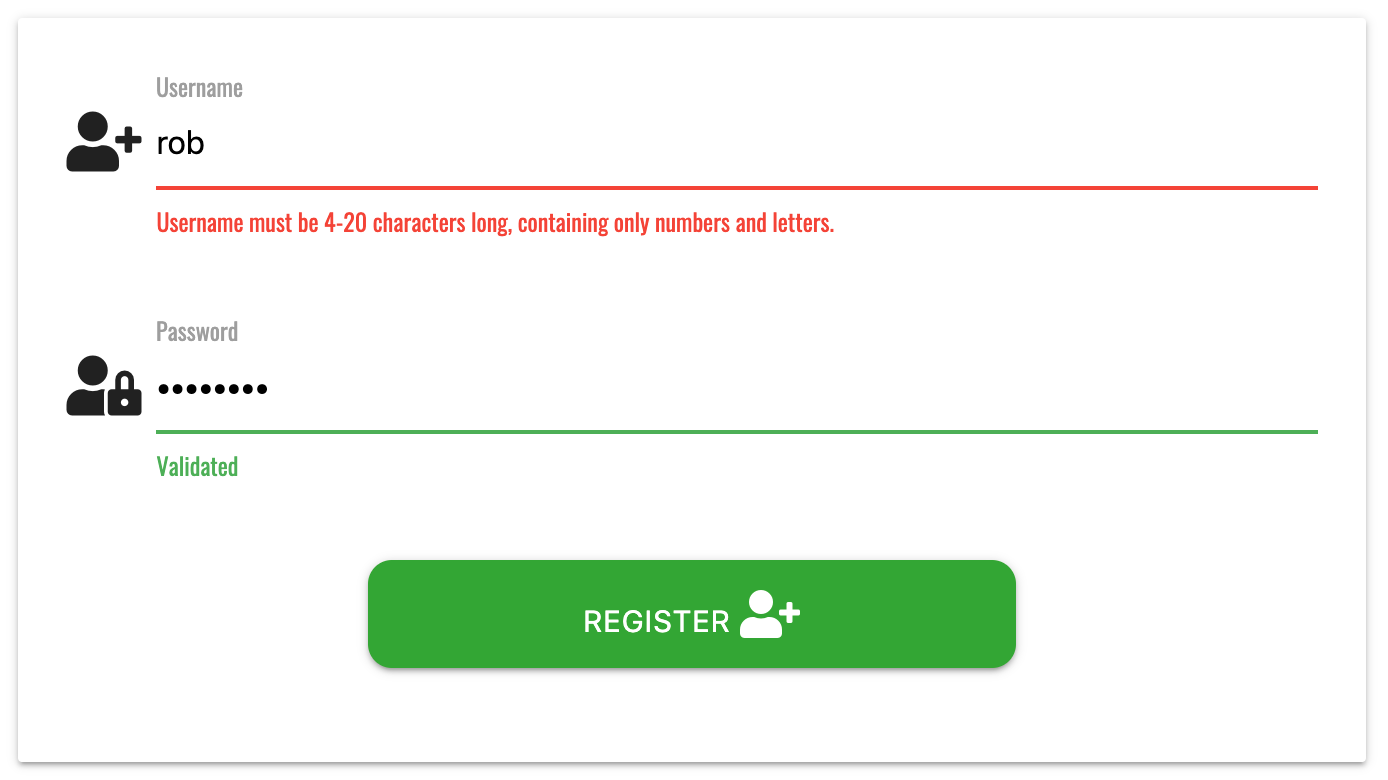 Username
rob
Username must be 4-20 characters long, containing only numbers and letters.
Password
••••••••
Validated
REGISTER